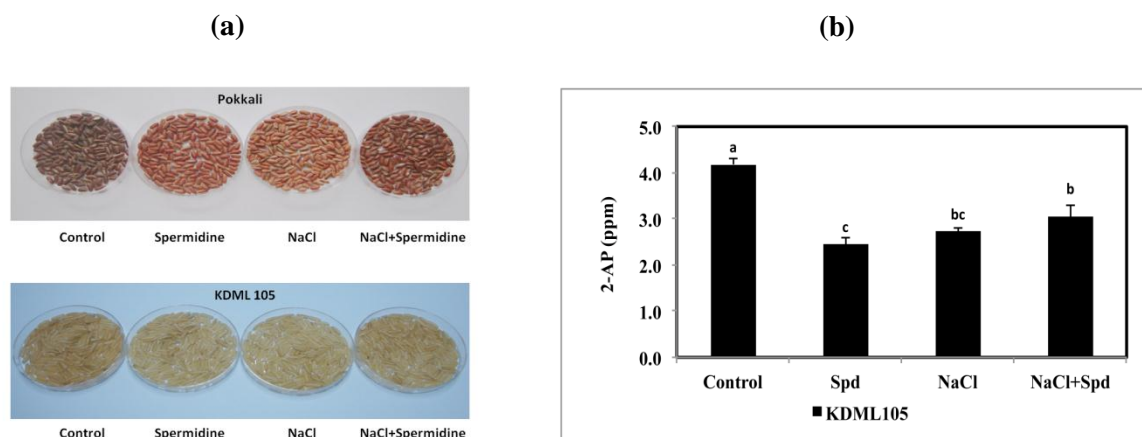 (a)
Pokkali
Control Spermidine NaCl NaCl+Spermidine
KDML 105
Control Spermidine NaCl NaCl+Spermidine
(b)
5.0
4.0
3.0
2.0
1.0
0.0
2-AP (ppm)
a
c
bc
b
Control Spd NaCl NaCl+Spd
KDML105